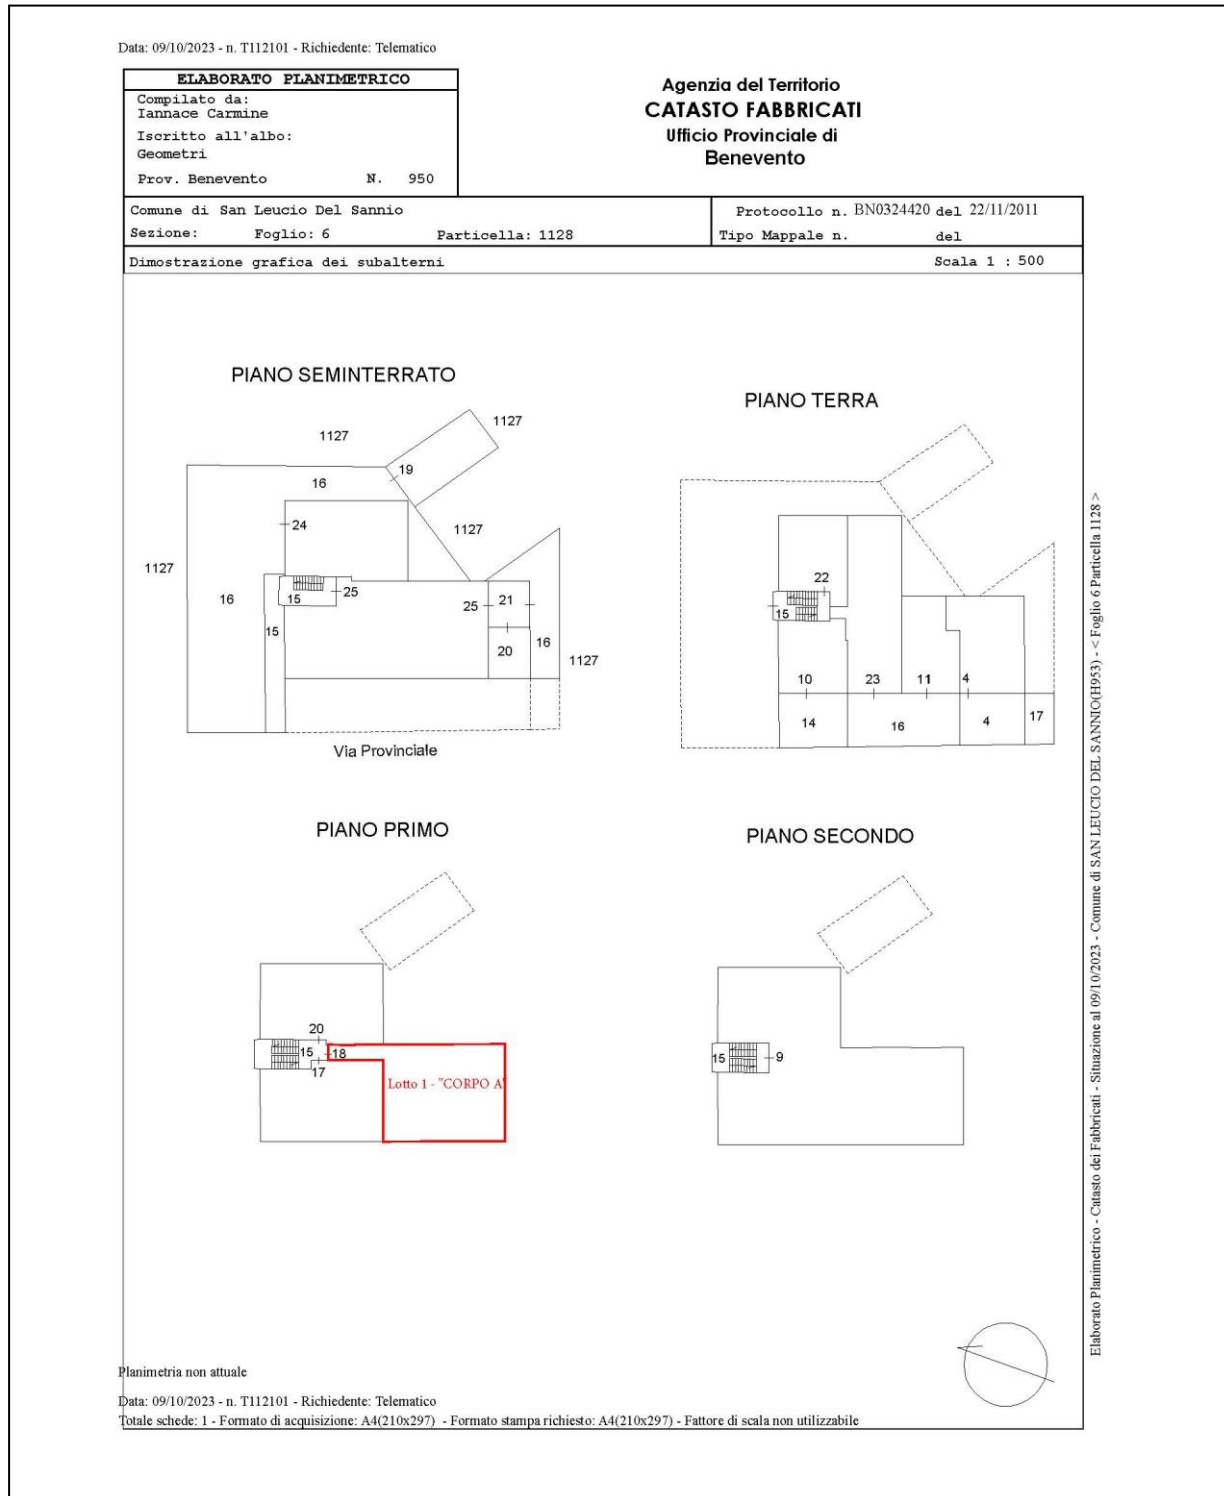 Data: 09/10/2023 - n. T112101 - Richiedente: Telematico
ELABORATO PLANIMETRICO
Compilato da:
Iannace Carmine
Iscritto all'albo:
Geometri
Prov. Benevento N. 950
Agenzia del Territorio
CATASTO FABBRICATI
Ufficio Provinciale di
Benevento
Comune di San Leucio Del Sannio
Sezione: Foglio: 6 Particella: 1128
Protocollo n. BN0324420 del 22/11/2011
Tipo Mappale n. del
Dimostrazione grafica dei subalterni
Scala 1 : 500
PIANO SEMINTERRATO
1127
1127
19
16
24
1127
1127
16
15
25
25
21
15
20
16
1127
Via Provinciale
PIANO TERRA
22
15
10
23
11
4
14
16
4
17
PIANO PRIMO
20
15
18
17
Lotto 1 - "CORPO A"
PIANO SECONDO
15
9
Elaborato Planimetrico - Catasto dei Fabbricati - Situazione al 09/10/2023 - Comune di SAN LEUCIO DEL SANNIO(H953) - < Foglio 6 Particella 1128 >
Planimetria non attuale
Data: 09/10/2023 - n. T112101 - Richiedente: Telematico
Totale schede: 1 - Formato di acquisizione: A4(210x297) - Formato stampa richiesto: A4(210x297) - Fattore di scala non utilizzabile